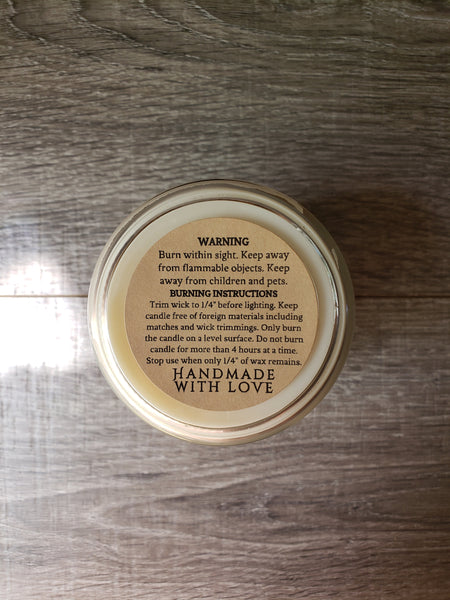 WARNING
Burn within sight. Keep away
from flammable objects. Keep
away from children and pets.
BURNING INSTRUCTIONS
Trim wick to 1/4" before lighting. Keep
candle free of foreign materials including
matches and wick trimmings. Only burn
the candle on a level surface. Do not burn
candle for more than 4 hours at a time.
Stop use when only 1/4" of wax remains.
HANDMADE
WITH LOVE